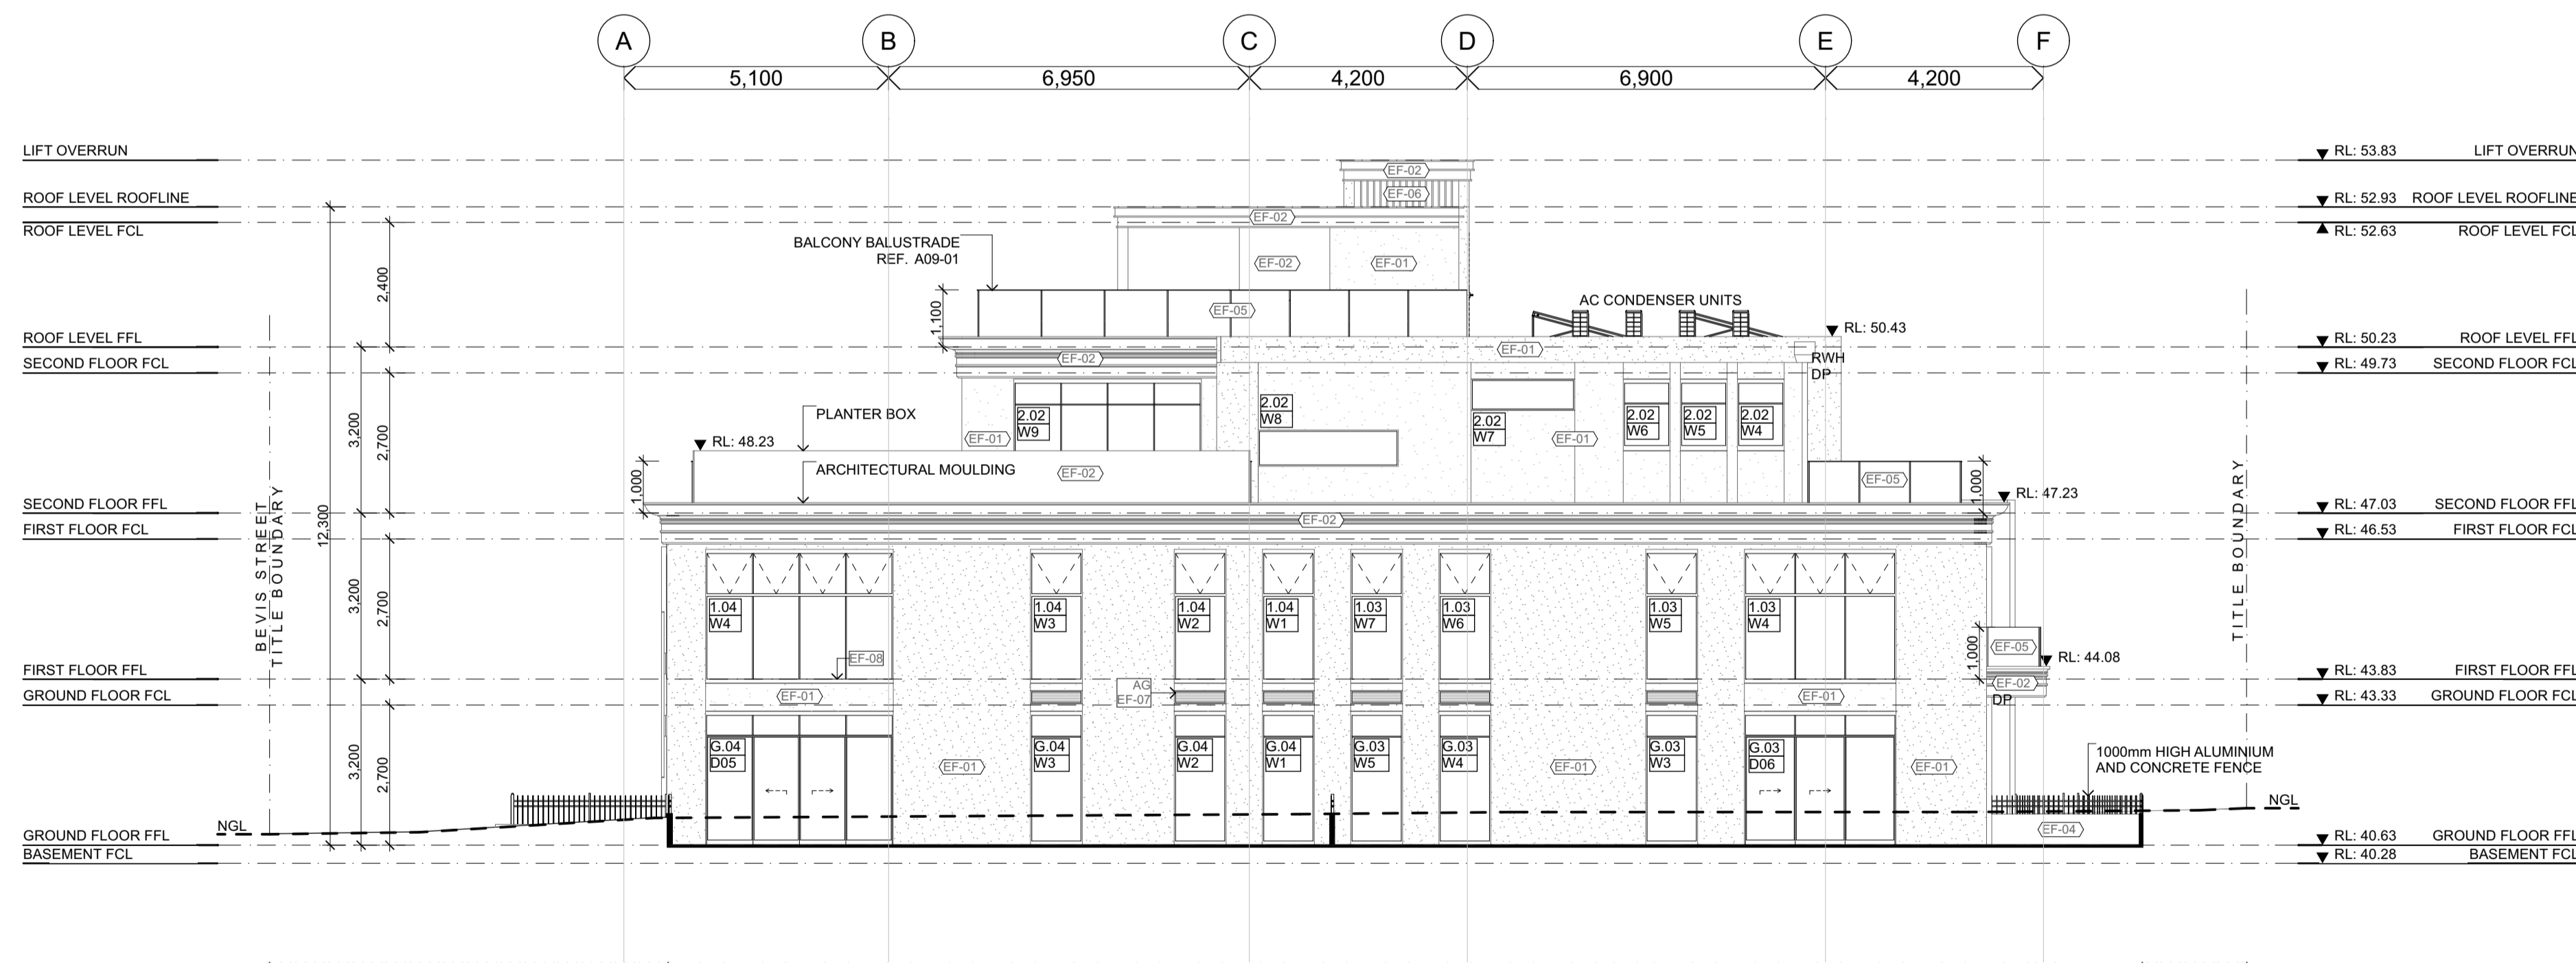 A
B
C
D
E
F
5,100
6,950
4,200
6,900
4,200
LIFT OVERRUN
RL: 53.83 LIFT OVERRUN
EF-02
EF-06
ROOF LEVEL ROOFLINE
RL: 52.93 ROOF LEVEL ROOFLINE
EF-02
ROOF LEVEL FCL
RL: 52.63 ROOF LEVEL FCL
BALCONY BALUSTRADE
REF. A09-01
EF-02
EF-01
2,400
1,100
EF-05
AC CONDENSER UNITS
RL: 50.43
ROOF LEVEL FFL
RL: 50.23 ROOF LEVEL FFL
EF-01
EF-02
RWH
DP
SECOND FLOOR FCL
RL: 49.73 SECOND FLOOR FCL
PLANTER BOX
2.02
W9
2.02
W8
2.02
W7
2.02
W6
2.02
W5
2.02
W4
3,200
2,700
RL: 48.23
EF-01
EF-01
ARCHITECTURAL MOULDING
EF-02
EF-05
1,000
1,000
RL: 47.23
SECOND FLOOR FFL
RL: 47.03 SECOND FLOOR FFL
EF-02
FIRST FLOOR FCL
RL: 46.53 FIRST FLOOR FCL
12,300
BEVIS STREET
TITLE BOUNDARY
TITLE BOUNDARY
3,200
2,700
1.04
W4
1.04
W3
1.04
W2
1.04
W1
1.03
W7
1.03
W6
1.03
W5
1.03
W4
1,000
EF-05
EF-08
RL: 44.08
FIRST FLOOR FFL
RL: 43.83 FIRST FLOOR FFL
EF-02
DP
EF-01
AG
EF-07
EF-01
GROUND FLOOR FCL
RL: 43.33 GROUND FLOOR FCL
3,200
2,700
G.04
D05
EF-01
G.04
W3
G.04
W2
G.04
W1
G.03
W5
G.03
W4
EF-01
G.03
W3
G.03
D06
EF-01
1000mm HIGH ALUMINIUM
AND CONCRETE FENCE
NGL
NGL
EF-04
GROUND FLOOR FFL
RL: 40.63 GROUND FLOOR FFL
BASEMENT FCL
RL: 40.28 BASEMENT FCL